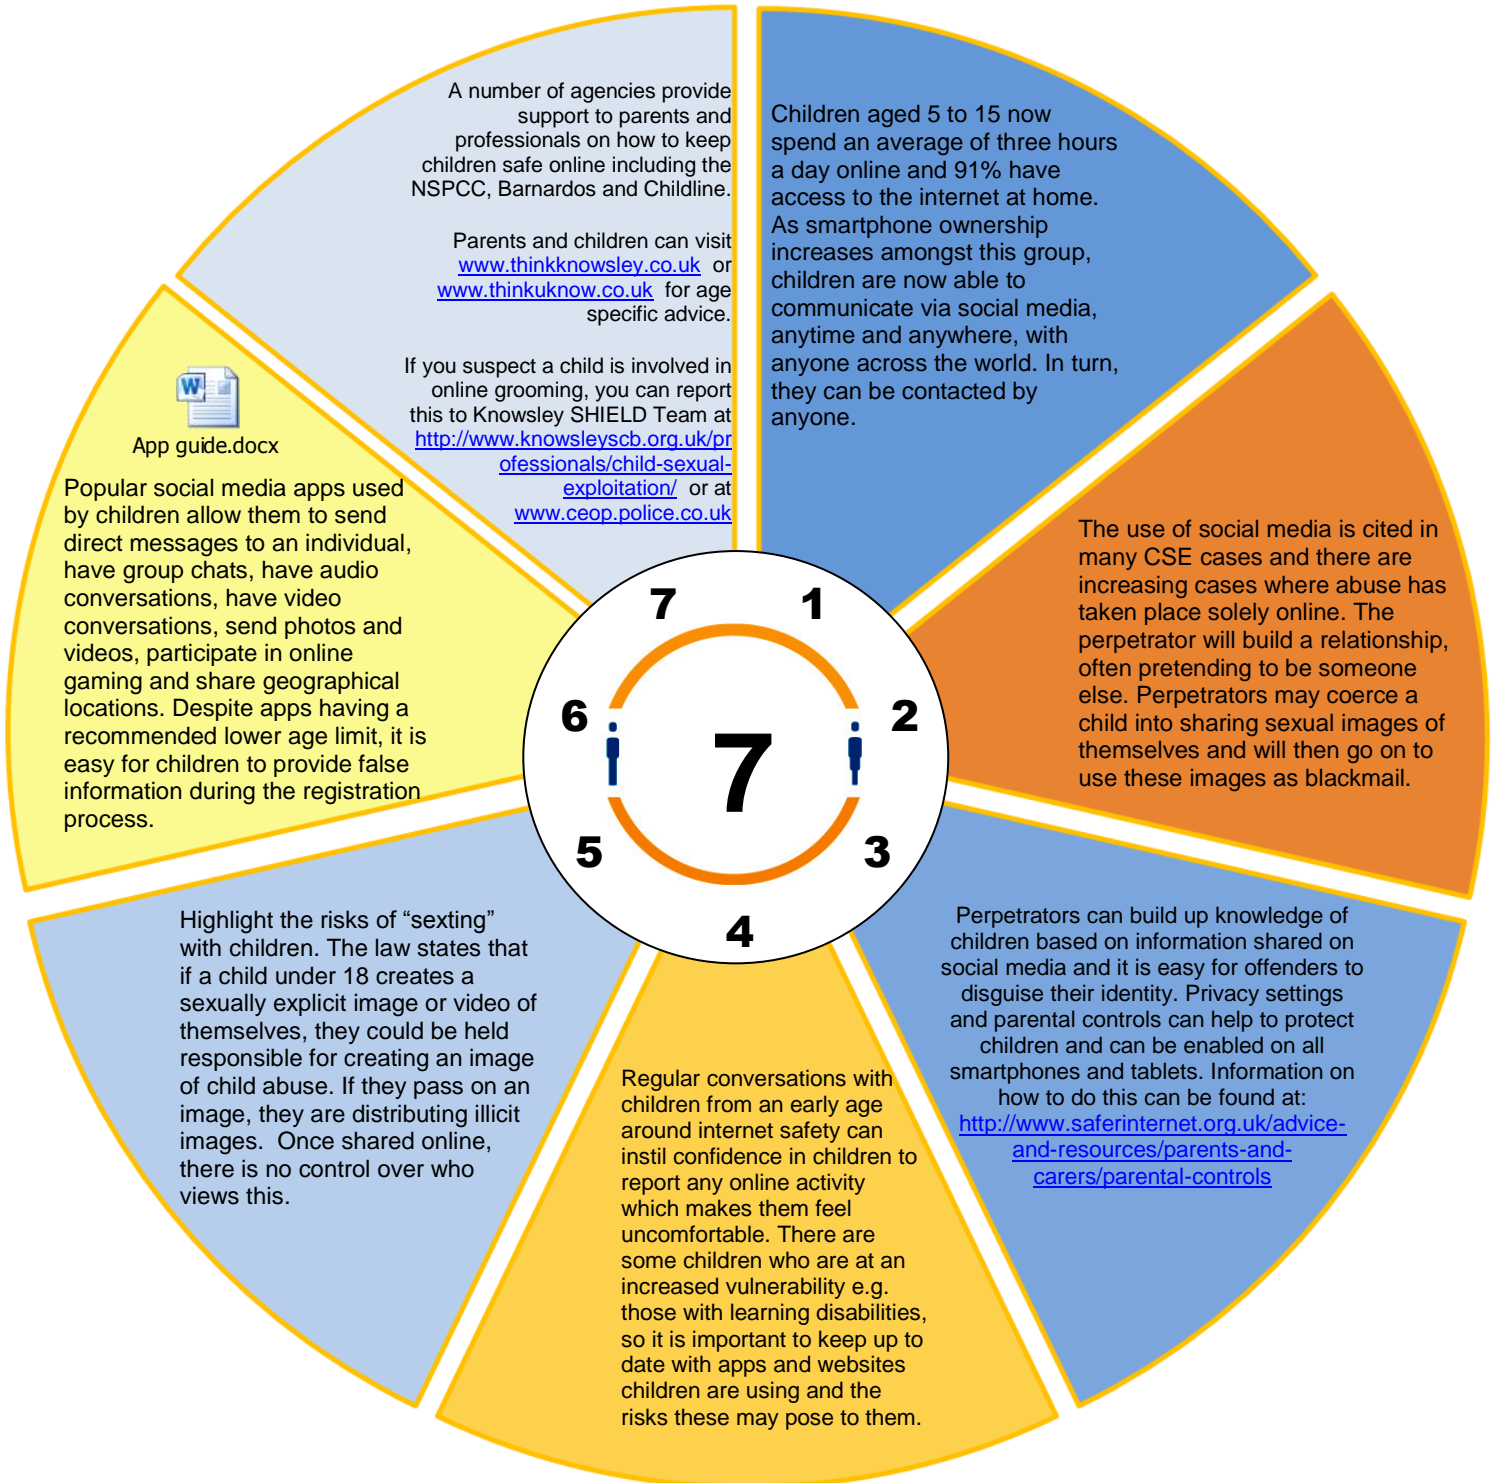 Children aged 5 to 15 now
spend an average of three hours
a day online and 91% have
access to the internet at home.
As smartphone ownership
increases amongst this group,
children are now able to
communicate via social media,
anytime and anywhere, with
anyone across the world. In turn,
they can be contacted by
anyone.
The use of social media is cited in
many CSE cases and there are
increasing cases where abuse has
taken place solely online. The
perpetrator will build a relationship,
often pretending to be someone
else. Perpetrators may coerce a
child into sharing sexual images of
themselves and will then go on to
use these images as blackmail.
Perpetrators can build up knowledge of
children based on information shared on
social media and it is easy for offenders to
disguise their identity. Privacy settings
and parental controls can help to protect
children and can be enabled on all
smartphones and tablets. Information on
how to do this can be found at:
http://www.saferinternet.org.uk/advice-
and-resources/parents-and-
carers/parental-controls
Regular conversations with
children from an early age
around internet safety can
instil confidence in children to
report any online activity
which makes them feel
uncomfortable. There are
some children who are at an
increased vulnerability e.g.
those with learning disabilities,
so it is important to keep up to
date with apps and websites
children are using and the
risks these may pose to them.
Highlight the risks of “sexting”
with children. The law states that
if a child under 18 creates a
sexually explicit image or video of
themselves, they could be held
responsible for creating an image
of child abuse. If they pass on an
image, they are distributing illicit
images.  Once shared online,
there is no control over who
views this.
App guide.docx
Popular social media apps used
by children allow them to send
direct messages to an individual,
have group chats, have audio
conversations, have video
conversations, send photos and
videos, participate in online
gaming and share geographical
locations. Despite apps having a
recommended lower age limit, it is
easy for children to provide false
information during the registration
process.
A number of agencies provide
support to parents and
professionals on how to keep
children safe online including the
NSPCC, Barnardos and Childline.
Parents and children can visit
www.thinkknowsley.co.uk or
www.thinkuknow.co.uk for age
specific advice.
If you suspect a child is involved in
online grooming, you can report
this to Knowsley SHIELD Team at
http://www.knowsleyscb.org.uk/pr
ofessionals/child-sexual-
exploitation/ or at
www.ceop.police.co.uk
7
1
6
2
7
5
3
4